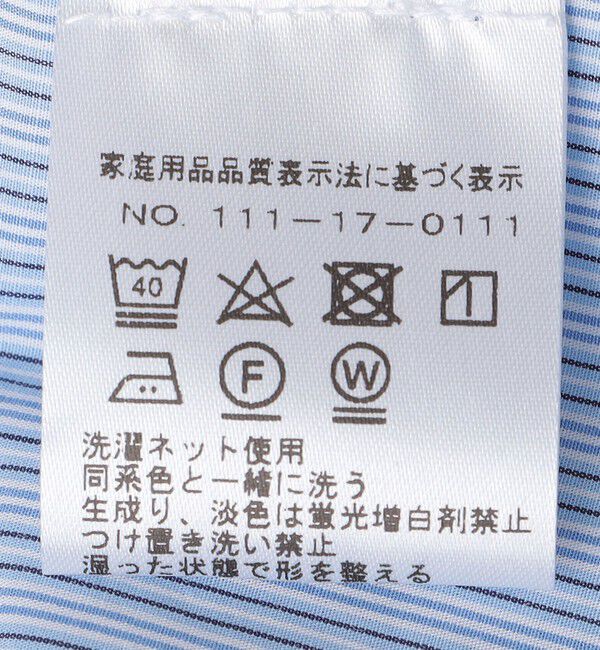 家庭用品品質表示法に基づく表示
NO. 111-17-0111
40
F W
洗濯ネット使用
同系色と一緒に洗う
生成り、淡色は蛍光増白剤禁止
つけ置き洗い禁止
湿った状態で形を整える